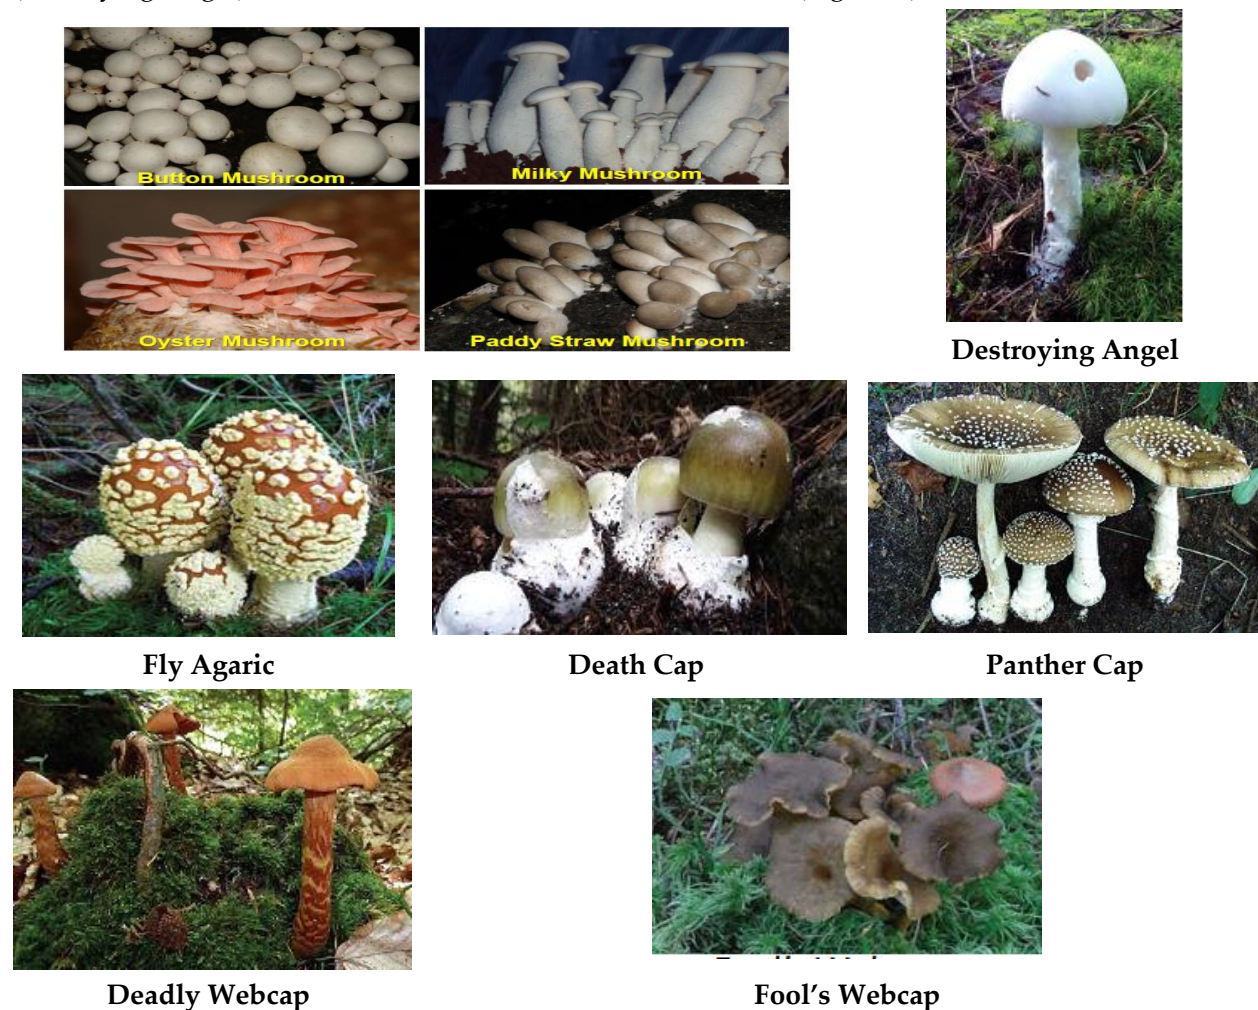 Button Mushroom
Milky Mushroom
Oyster Mushroom
Paddy Straw Mushroom
Destroying Angel
Fly Agaric
Death Cap
Panther Cap
Deadly Webcap
Fool's Webcap